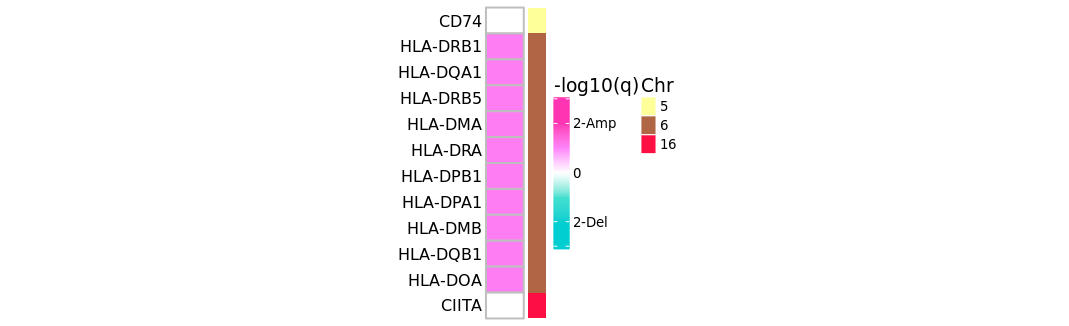 CD74
HLA-DRB1
HLA-DQA1
HLA-DRB5
HLA-DMA
HLA-DRA
HLA-DPB1
HLA-DPA1
HLA-DMB
HLA-DQB1
HLA-DOA
CIITA
-log10(q)
2-Amp
0
2-Del
Chr
5
6
16